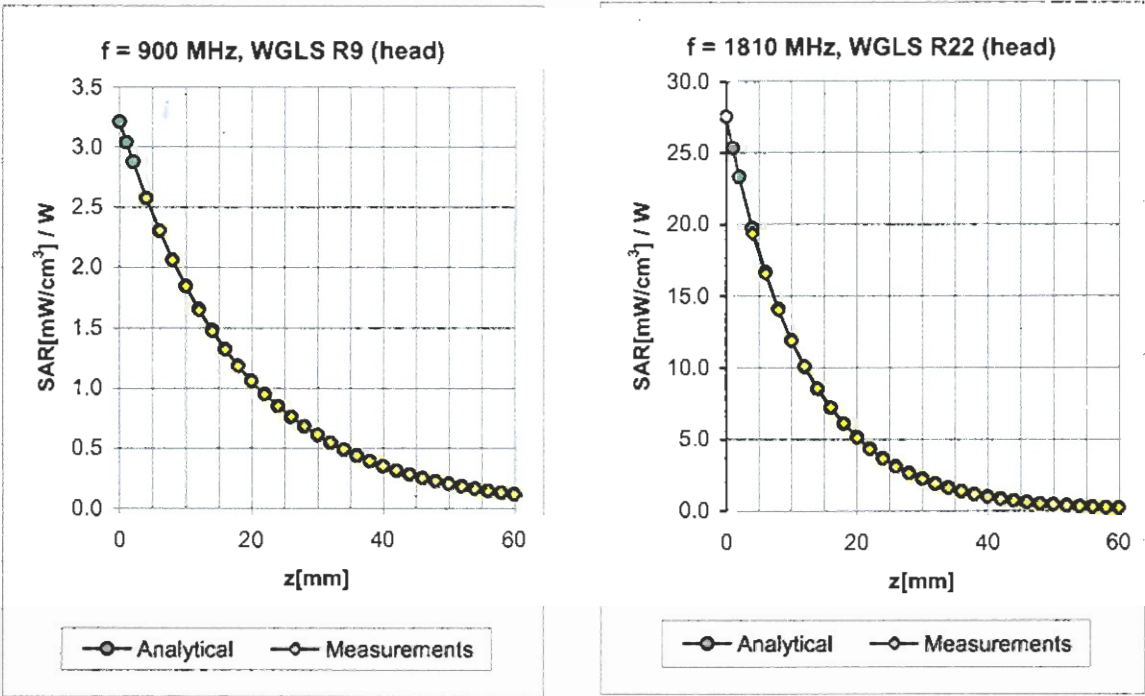 f = 900 MHz, WGLS R9 (head)
3.5
3.0
2.5
2.0
1.5
1.0
0.5
0.0
SAR[mW/cm³] / W
0
20
40
60
z[mm]
Analytical
Measurements
f = 1810 MHz, WGLS R22 (head)
30.0
25.0
20.0
15.0
10.0
5.0
0.0
SAR[mW/cm³] / W
0
20
40
60
z[mm]
Analytical
Measurements